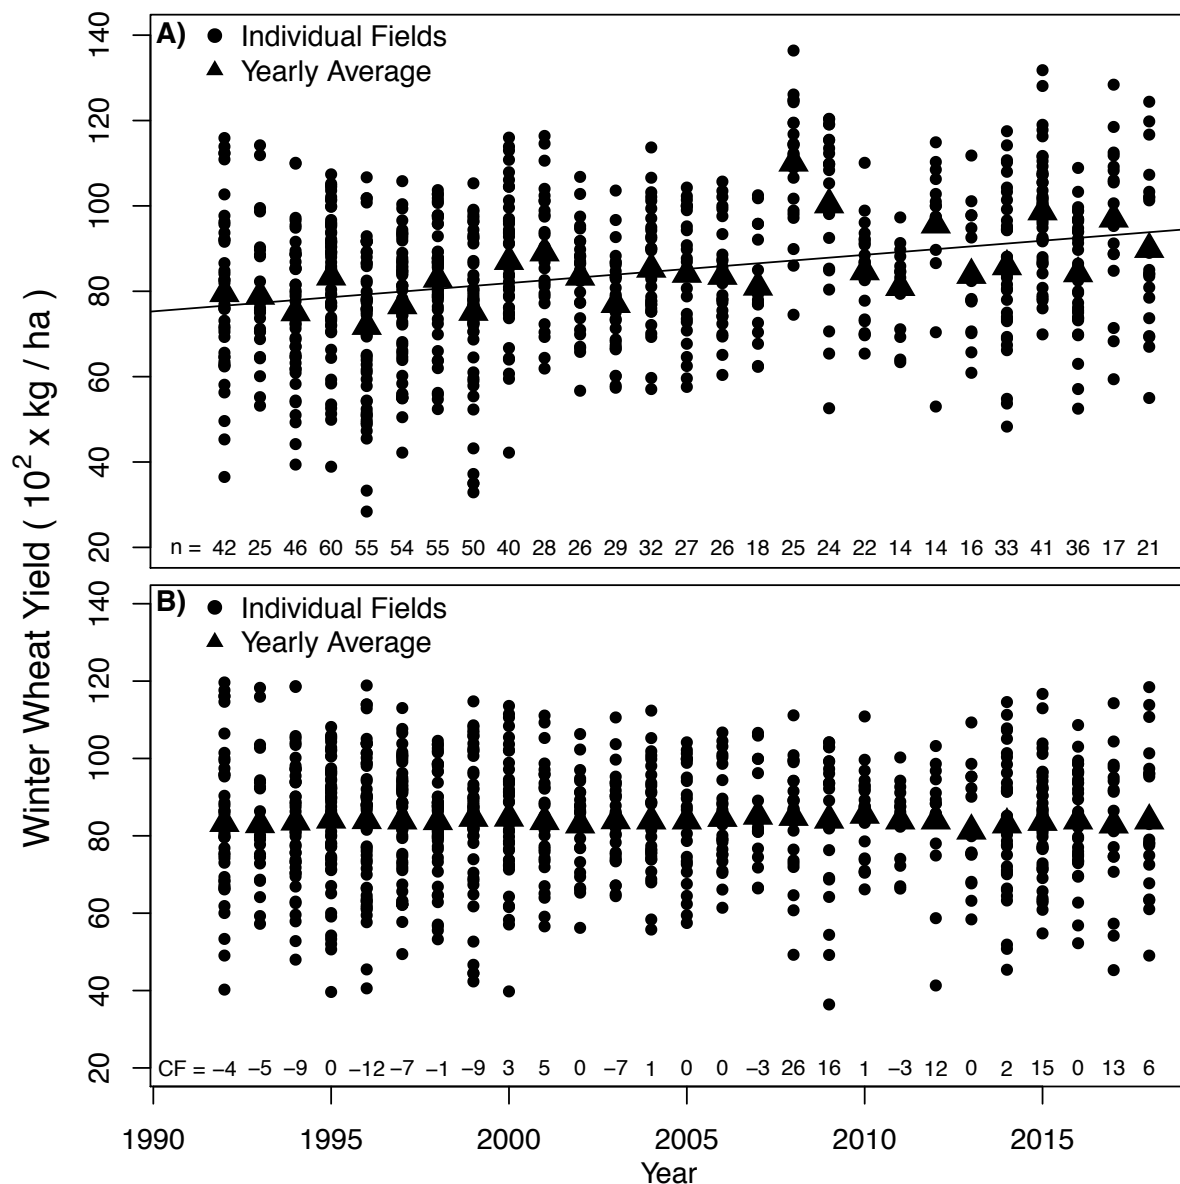 A) ● Individual Fields
▲ Yearly Average
140
120
100
80
60
40
20
n = 42 25 46 60 55 54 55 50 40 28 26 29 32 27 26 18 25 24 22 14 14 16 33 41 36 17 21
Winter Wheat Yield ( 10² x kg / ha )
B) ● Individual Fields
▲ Yearly Average
140
120
100
80
60
40
20
CF = −4 −5 −9 0 −12 −7 −1 −9 3 5 0 −7 1 0 0 −3 26 16 1 −3 12 0 2 15 0 13 6
1990 1995 2000 2005 2010 2015
Year